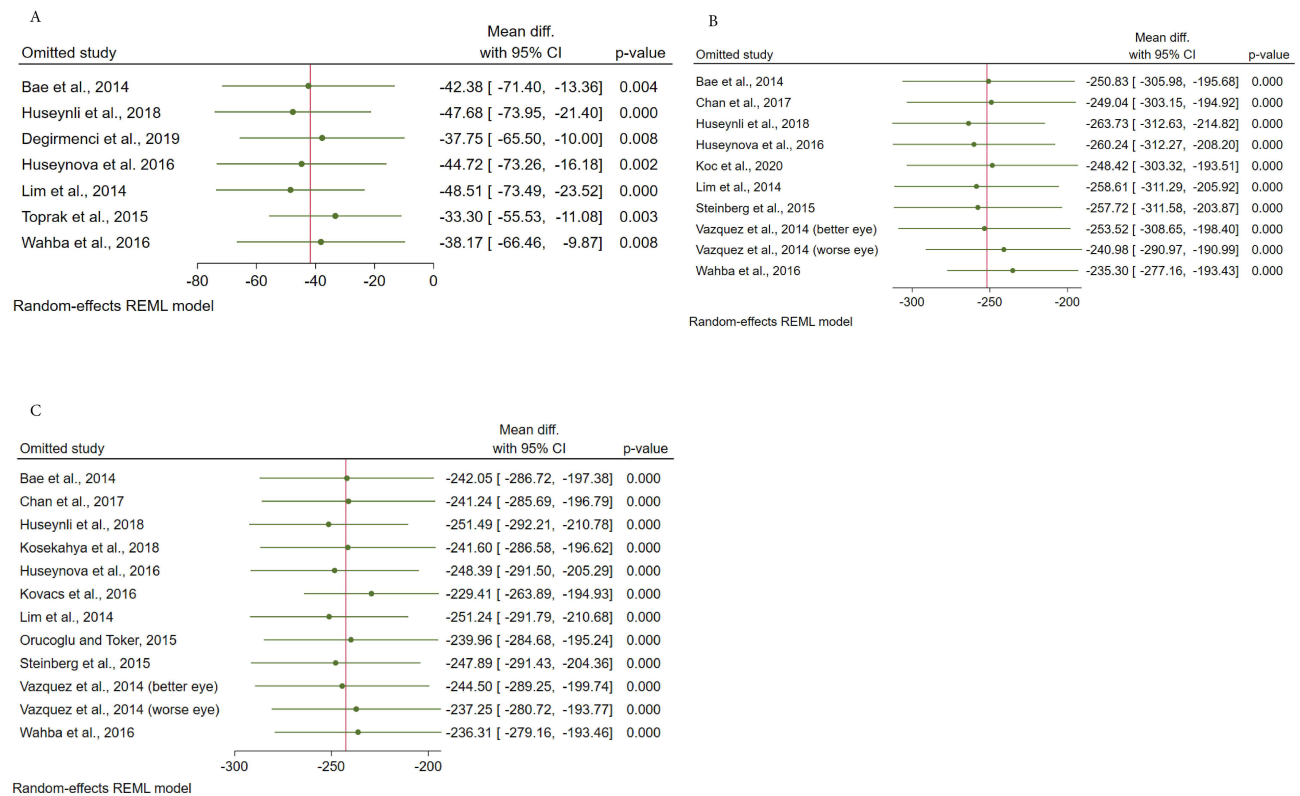 A
Mean diff.
Omitted study with 95% CI p-value
Bae et al., 2014 -42.38 [ -71.40, -13.36] 0.004
Huseynli et al., 2018 -47.68 [ -73.95, -21.40] 0.000
Degirmenci et al., 2019 -37.75 [ -65.50, -10.00] 0.008
Huseynova et al. 2016 -44.72 [ -73.26, -16.18] 0.002
Lim et al., 2014 -48.51 [ -73.49, -23.52] 0.000
Toprak et al., 2015 -33.30 [ -55.53, -11.08] 0.003
Wahba et al., 2016 -38.17 [ -66.46, -9.87] 0.008
-80 -60 -40 -20 0
Random-effects REML model
B
Mean diff.
Omitted study with 95% CI p-value
Bae et al., 2014 -250.83 [ -305.98, -195.68] 0.000
Chan et al., 2017 -249.04 [ -303.15, -194.92] 0.000
Huseynli et al., 2018 -263.73 [ -312.63, -214.82] 0.000
Huseynova et al., 2016 -260.24 [ -312.27, -208.20] 0.000
Koc et al., 2020 -248.42 [ -303.32, -193.51] 0.000
Lim et al., 2014 -258.61 [ -311.29, -205.92] 0.000
Steinberg et al., 2015 -257.72 [ -311.58, -203.87] 0.000
Vazquez et al., 2014 (better eye) -253.52 [ -308.65, -198.40] 0.000
Vazquez et al., 2014 (worse eye) -240.98 [ -290.97, -190.99] 0.000
Wahba et al., 2016 -235.30 [ -277.16, -193.43] 0.000
-300 -250 -200
Random-effects REML model
C
Mean diff.
Omitted study with 95% CI p-value
Bae et al., 2014 -242.05 [ -286.72, -197.38] 0.000
Chan et al., 2017 -241.24 [ -285.69, -196.79] 0.000
Huseynli et al., 2018 -251.49 [ -292.21, -210.78] 0.000
Kosekahya et al., 2018 -241.60 [ -286.58, -196.62] 0.000
Huseynova et al., 2016 -248.39 [ -291.50, -205.29] 0.000
Kovacs et al., 2016 -229.41 [ -263.89, -194.93] 0.000
Lim et al., 2014 -251.24 [ -291.79, -210.68] 0.000
Orucoglu and Toker, 2015 -239.96 [ -284.68, -195.24] 0.000
Steinberg et al., 2015 -247.89 [ -291.43, -204.36] 0.000
Vazquez et al., 2014 (better eye) -244.50 [ -289.25, -199.74] 0.000
Vazquez et al., 2014 (worse eye) -237.25 [ -280.72, -193.77] 0.000
Wahba et al., 2016 -236.31 [ -279.16, -193.46] 0.000
-300 -250 -200
Random-effects REML model